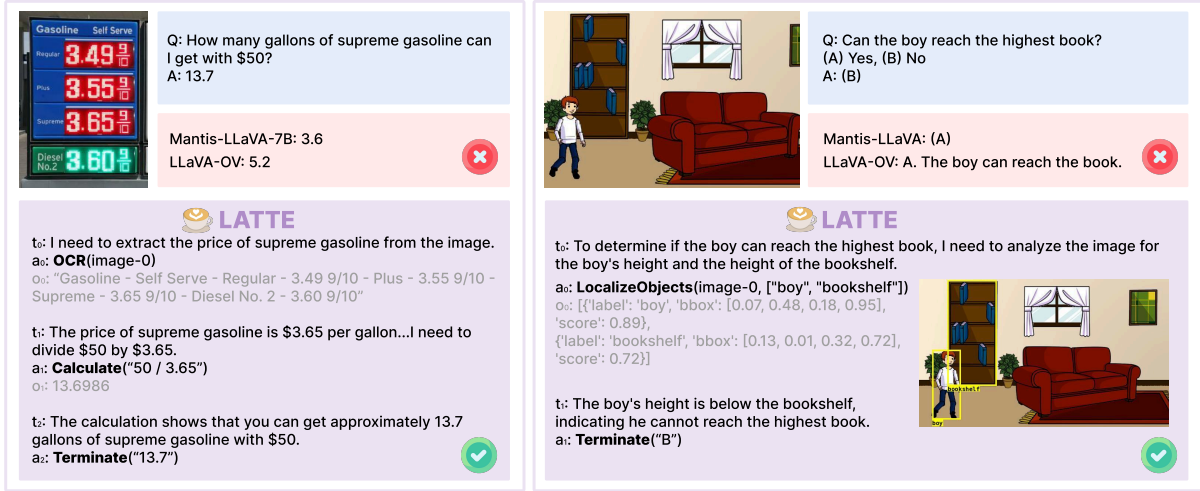 Gasoline Self Serve
Regular 3.49 9/10
Plus 3.55 9/10
Supreme 3.65 9/10
Diesel
No.2 3.60 9/10
Q: How many gallons of supreme gasoline can
I get with $50?
A: 13.7
Mantis-LLaVA-7B: 3.6
LLaVA-OV: 5.2
LATTE
t₀: I need to extract the price of supreme gasoline from the image.
a₀: OCR(image-0)
o₀: “Gasoline - Self Serve - Regular - 3.49 9/10 - Plus - 3.55 9/10 -
Supreme - 3.65 9/10 - Diesel No. 2 - 3.60 9/10”
t₁: The price of supreme gasoline is $3.65 per gallon...I need to
divide $50 by $3.65.
a₁: Calculate(“50 / 3.65”)
o₁: 13.6986
t₂: The calculation shows that you can get approximately 13.7
gallons of supreme gasoline with $50.
a₂: Terminate(“13.7”)
Q: Can the boy reach the highest book?
(A) Yes, (B) No
A: (B)
Mantis-LLaVA: (A)
LLaVA-OV: A. The boy can reach the book.
LATTE
t₀: To determine if the boy can reach the highest book, I need to analyze the image for
the boy's height and the height of the bookshelf.
a₀: LocalizeObjects(image-0, ["boy", "bookshelf"])
o₀: [{'label': 'boy', 'bbox': [0.07, 0.48, 0.18, 0.95],
'score': 0.89},
{'label': 'bookshelf', 'bbox': [0.13, 0.01, 0.32, 0.72],
'score': 0.72}]
bookshelf
boy
t₁: The boy's height is below the bookshelf,
indicating he cannot reach the highest book.
a₁: Terminate(“B”)